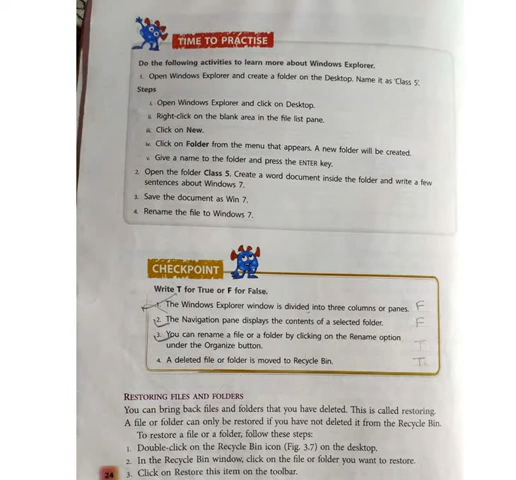 TIME TO PRACTISE
Do the following activities to learn more about Windows Explorer.
1. Open Windows Explorer and create a folder on the Desktop. Name it as 'Class 5'.
Steps
i. Open Windows Explorer and click on Desktop.
ii. Right-click on the blank area in the file list pane.
iii. Click on New.
iv. Click on Folder from the menu that appears. A new folder will be created.
v. Give a name to the folder and press the ENTER key.
2. Open the folder Class 5. Create a word document inside the folder and write a few
sentences about Windows 7.
3. Save the document as Win 7.
4. Rename the file to Windows 7.
CHECKPOINT
Write T for True or F for False.
1. The Windows Explorer window is divided into three columns or panes. F
2. The Navigation pane displays the contents of a selected folder. F
3. You can rename a file or a folder by clicking on the Rename option T
under the Organize button.
4. A deleted file or folder is moved to Recycle Bin. T
RESTORING FILES AND FOLDERS
You can bring back files and folders that you have deleted. This is called restoring.
A file or folder can only be restored if you have not deleted it from the Recycle Bin.
To restore a file or a folder, follow these steps:
1. Double-click on the Recycle Bin icon (Fig. 3.7) on the desktop.
2. In the Recycle Bin window, click on the file or folder you want to restore.
3. Click on Restore this item on the toolbar.
24